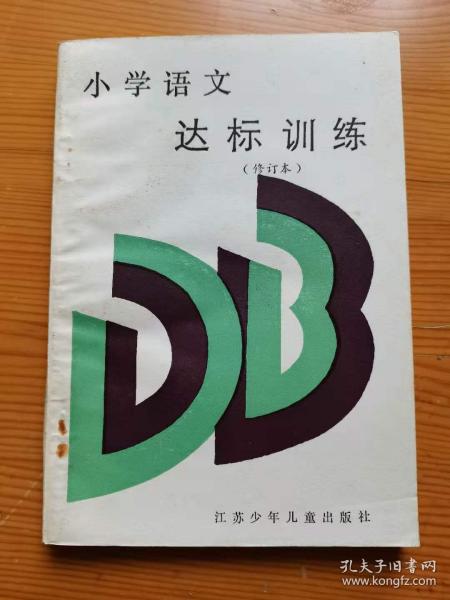 小学语文
达标训练
（修订本）
DB
江苏少年儿童出版社
孔夫子旧书网
www.kongfz.com